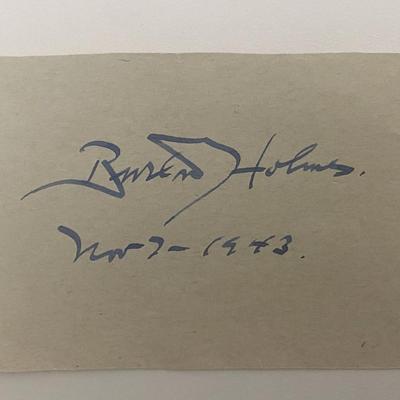 Burton Holmes.
Nov 7 - 1943.